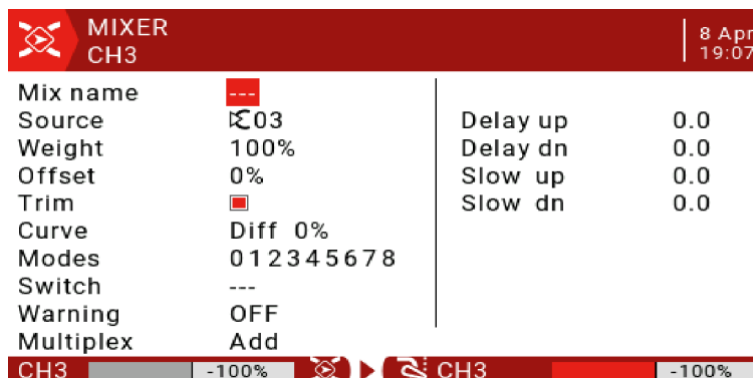 MIXER
CH3
8 Apr
19:07
Mix name ---
Source 03
Weight 100%
Offset 0%
Trim
Curve Diff 0%
Modes 012345678
Switch ---
Warning OFF
Multiplex Add
Delay up 0.0
Delay dn 0.0
Slow up 0.0
Slow dn 0.0
CH3 -100% CH3 -100%